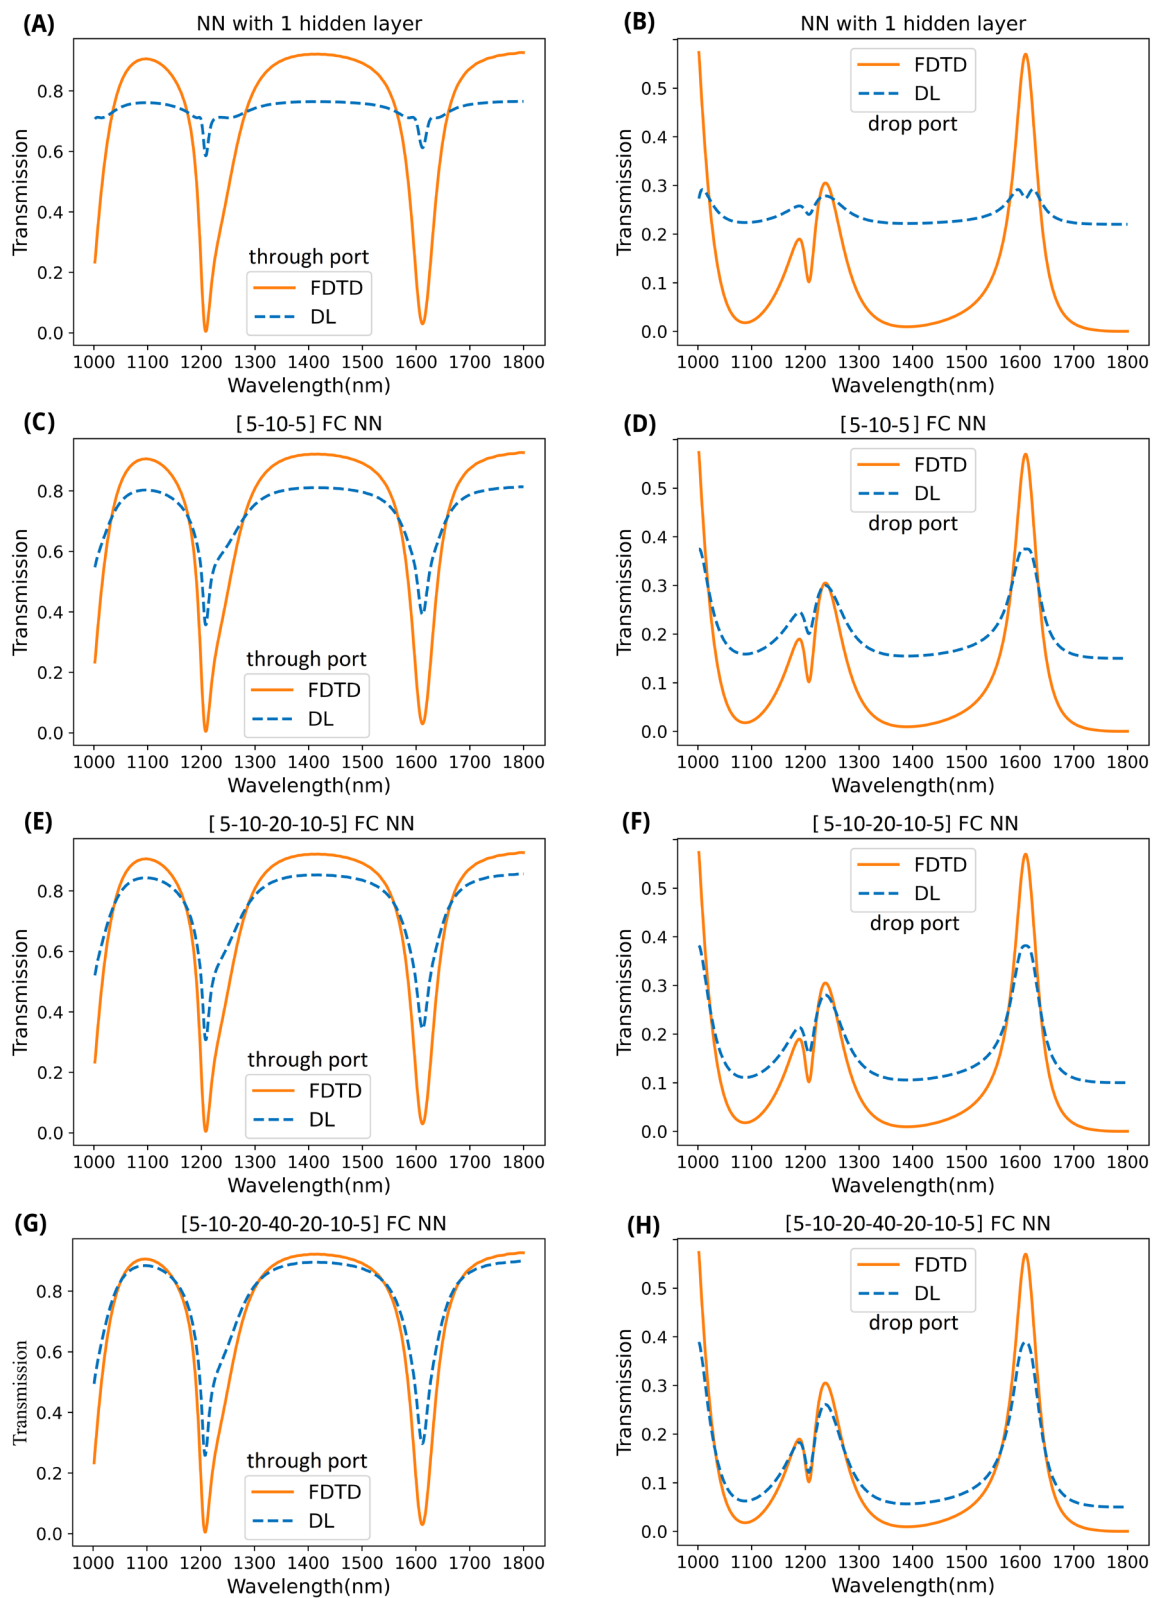 (A)
NN with 1 hidden layer
Transmission
0.8
0.6
0.4
0.2
0.0
through port
FDTD
DL
1000 1100 1200 1300 1400 1500 1600 1700 1800
Wavelength(nm)
(B)
NN with 1 hidden layer
Transmission
0.5
0.4
0.3
0.2
0.1
0.0
FDTD
DL
drop port
1000 1100 1200 1300 1400 1500 1600 1700 1800
Wavelength(nm)
(C)
[5-10-5] FC NN
Transmission
0.8
0.6
0.4
0.2
0.0
through port
FDTD
DL
1000 1100 1200 1300 1400 1500 1600 1700 1800
Wavelength(nm)
(D)
[5-10-5] FC NN
Transmission
0.5
0.4
0.3
0.2
0.1
0.0
FDTD
DL
drop port
1000 1100 1200 1300 1400 1500 1600 1700 1800
Wavelength(nm)
(E)
[5-10-20-10-5] FC NN
Transmission
0.8
0.6
0.4
0.2
0.0
through port
FDTD
DL
1000 1100 1200 1300 1400 1500 1600 1700 1800
Wavelength(nm)
(F)
[5-10-20-10-5] FC NN
Transmission
0.5
0.4
0.3
0.2
0.1
0.0
FDTD
DL
drop port
1000 1100 1200 1300 1400 1500 1600 1700 1800
Wavelength(nm)
(G)
[5-10-20-40-20-10-5] FC NN
Transmission
0.8
0.6
0.4
0.2
0.0
through port
FDTD
DL
1000 1100 1200 1300 1400 1500 1600 1700 1800
Wavelength(nm)
(H)
[5-10-20-40-20-10-5] FC NN
Transmission
0.5
0.4
0.3
0.2
0.1
0.0
FDTD
DL
drop port
1000 1100 1200 1300 1400 1500 1600 1700 1800
Wavelength(nm)